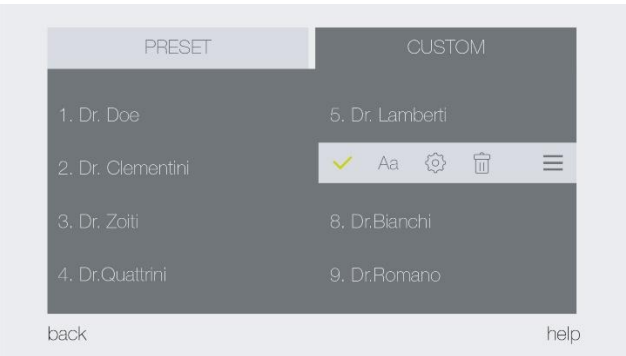 PRESET
CUSTOM
1. Dr. Doe
2. Dr. Clementini
3. Dr. Zoiti
4. Dr.Quattrini
5. Dr. Lamberti
Aa
8. Dr.Bianchi
9. Dr.Romano
back
help